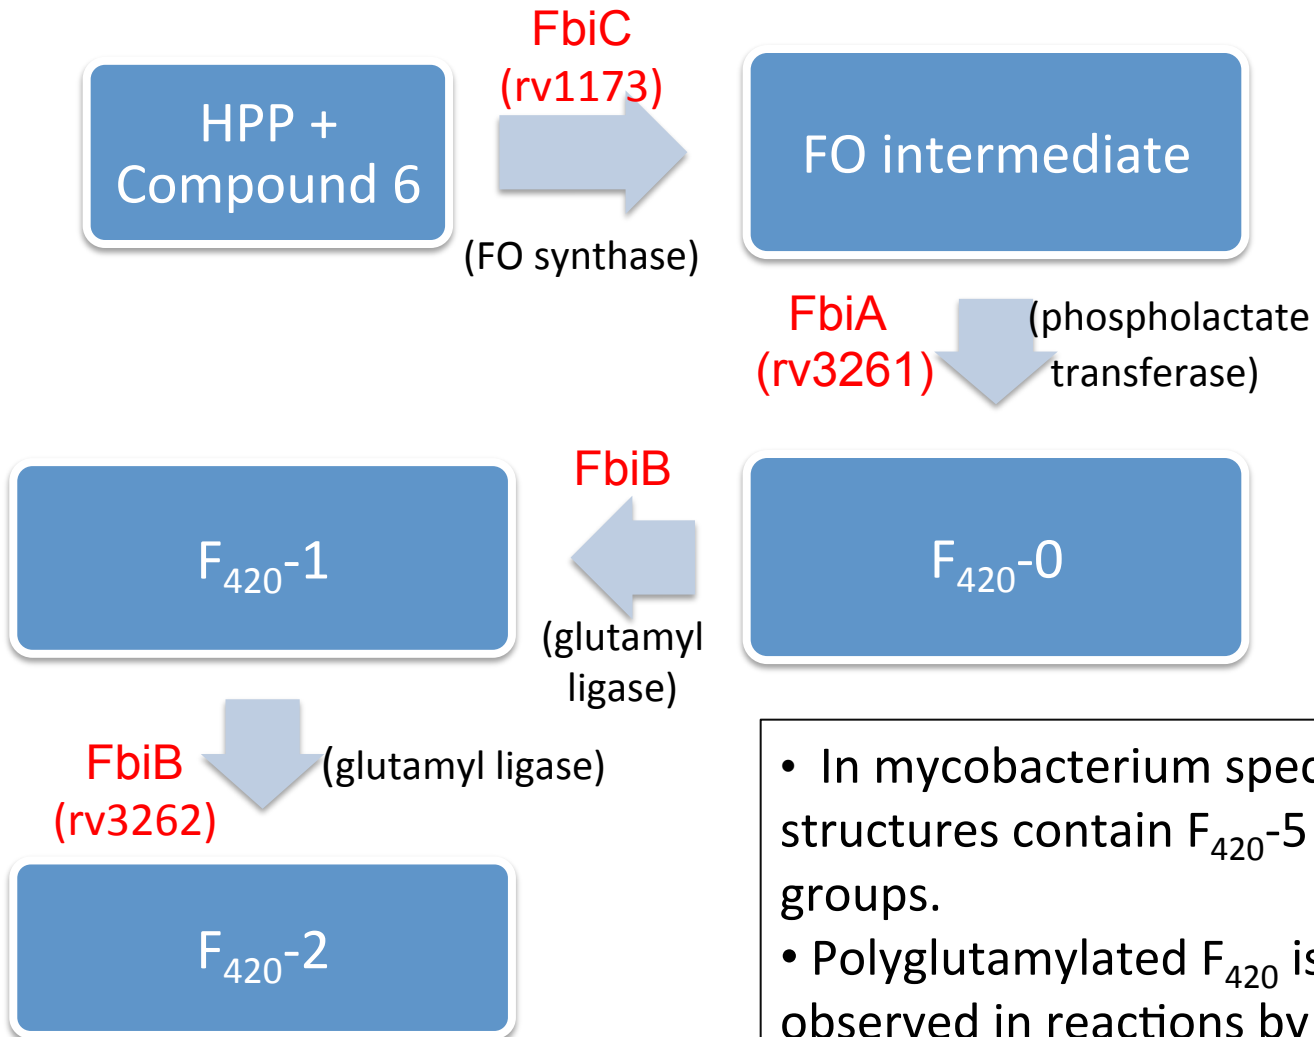 FbiC
(rv1173)
HPP +
Compound 6
(FO synthase)
FO intermediate
FbiA
(rv3261)
(phospholactate
transferase)
F₄₂₀-0
FbiB
(glutamyl
ligase)
F₄₂₀-1
FbiB
(rv3262)
(glutamyl ligase)
F₄₂₀-2
• In mycobacterium
structures contain F₄₂₀-5
groups.
• Polyglutamylated F₄₂₀
observed in reactions by